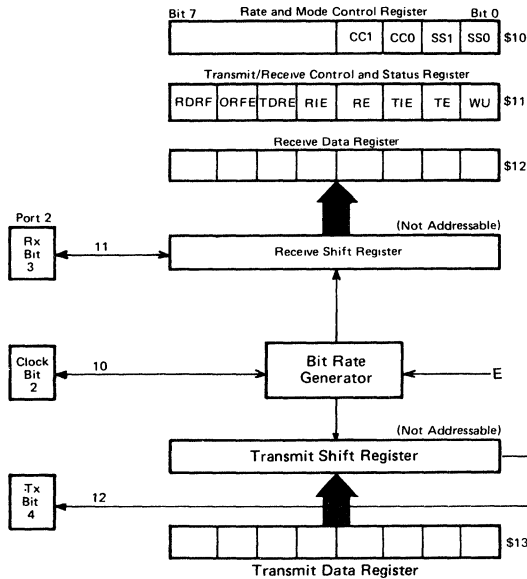 Bit 7 Rate and Mode Control Register Bit 0
CC1 CC0 SS1 SS0 $10
Transmit/Receive Control and Status Register
RDRF ORFE TDRE RIE RE TIE TE WU $11
Receive Data Register
$12
Port 2
(Not Addressable)
Rx
Bit
3
11
Receive Shift Register
Clock
Bit
2
10
Bit Rate
Generator
E
(Not Addressable)
Transmit Shift Register
Tx
Bit
4
12
$13
Transmit Data Register